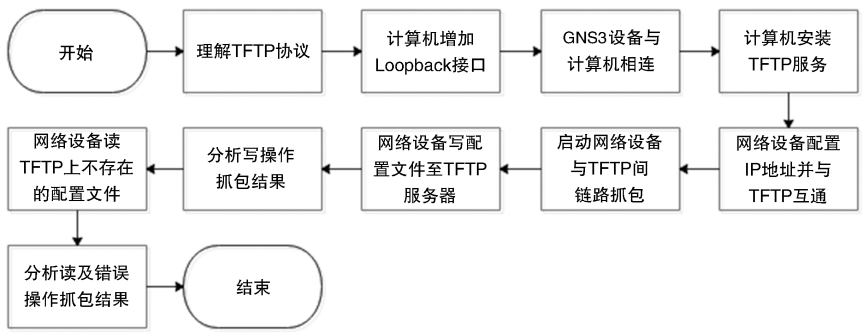 开始
理解TFTP协议
计算机增加
Loopback接口
GNS3设备与
计算机相连
计算机安装
TFTP服务
网络设备配置
IP地址并与
TFTP互通
启动网络设备
与TFTP间
链路抓包
网络设备写配
置文件至TFTP
服务器
分析写操作
抓包结果
网络设备读
TFTP上不存在
的配置文件
分析读及错误
操作抓包结果
结束